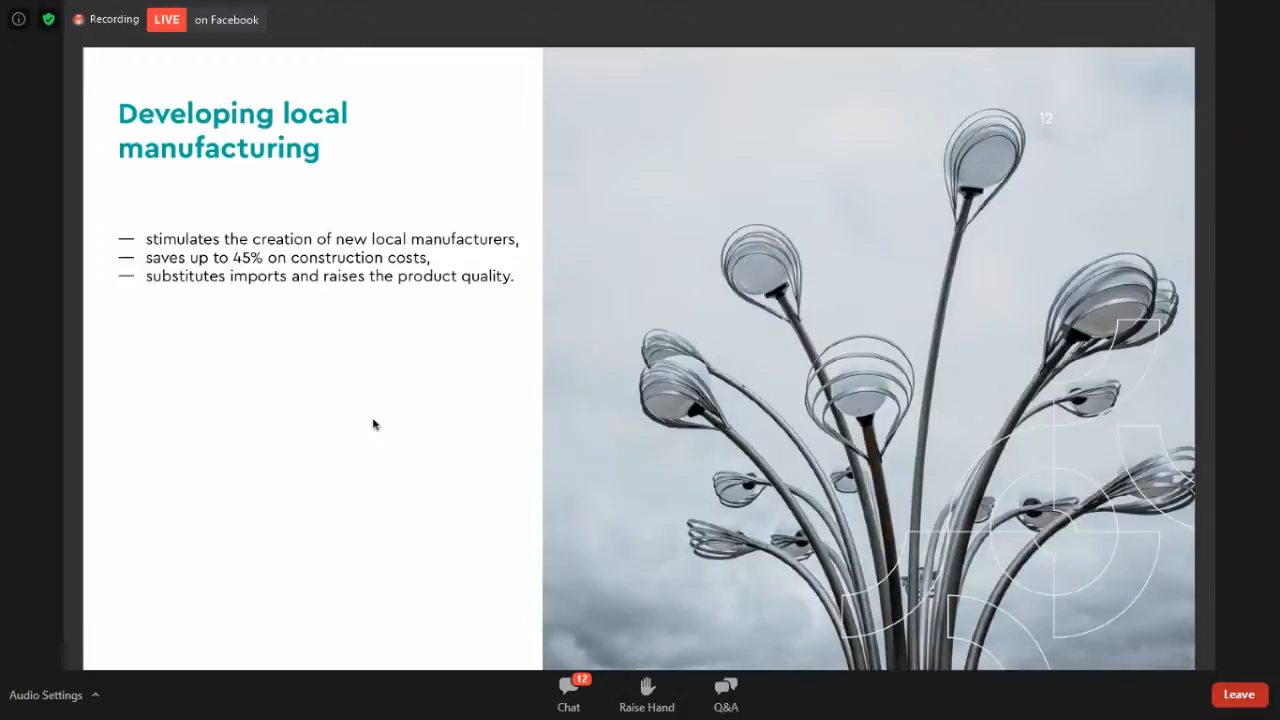 Recording
LIVE on Facebook
Developing local
manufacturing
— stimulates the creation of new local manufacturers,
— saves up to 45% on construction costs,
— substitutes imports and raises the product quality.
12
Audio Settings
12
Chat
Raise Hand
Q&A
Leave